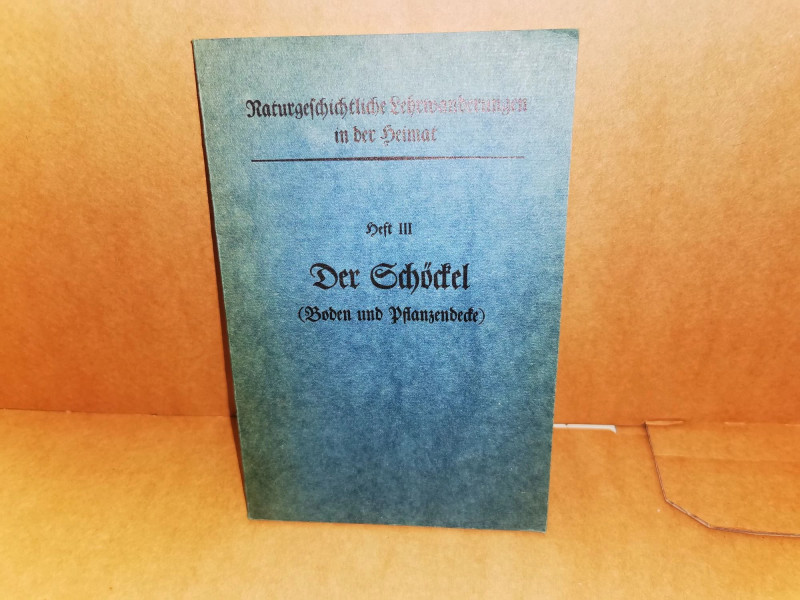 Naturgeschichtliche Lehrwanderungen
in der Heimat
Heft III
Der Schöckel
(Boden und Pflanzendecke)